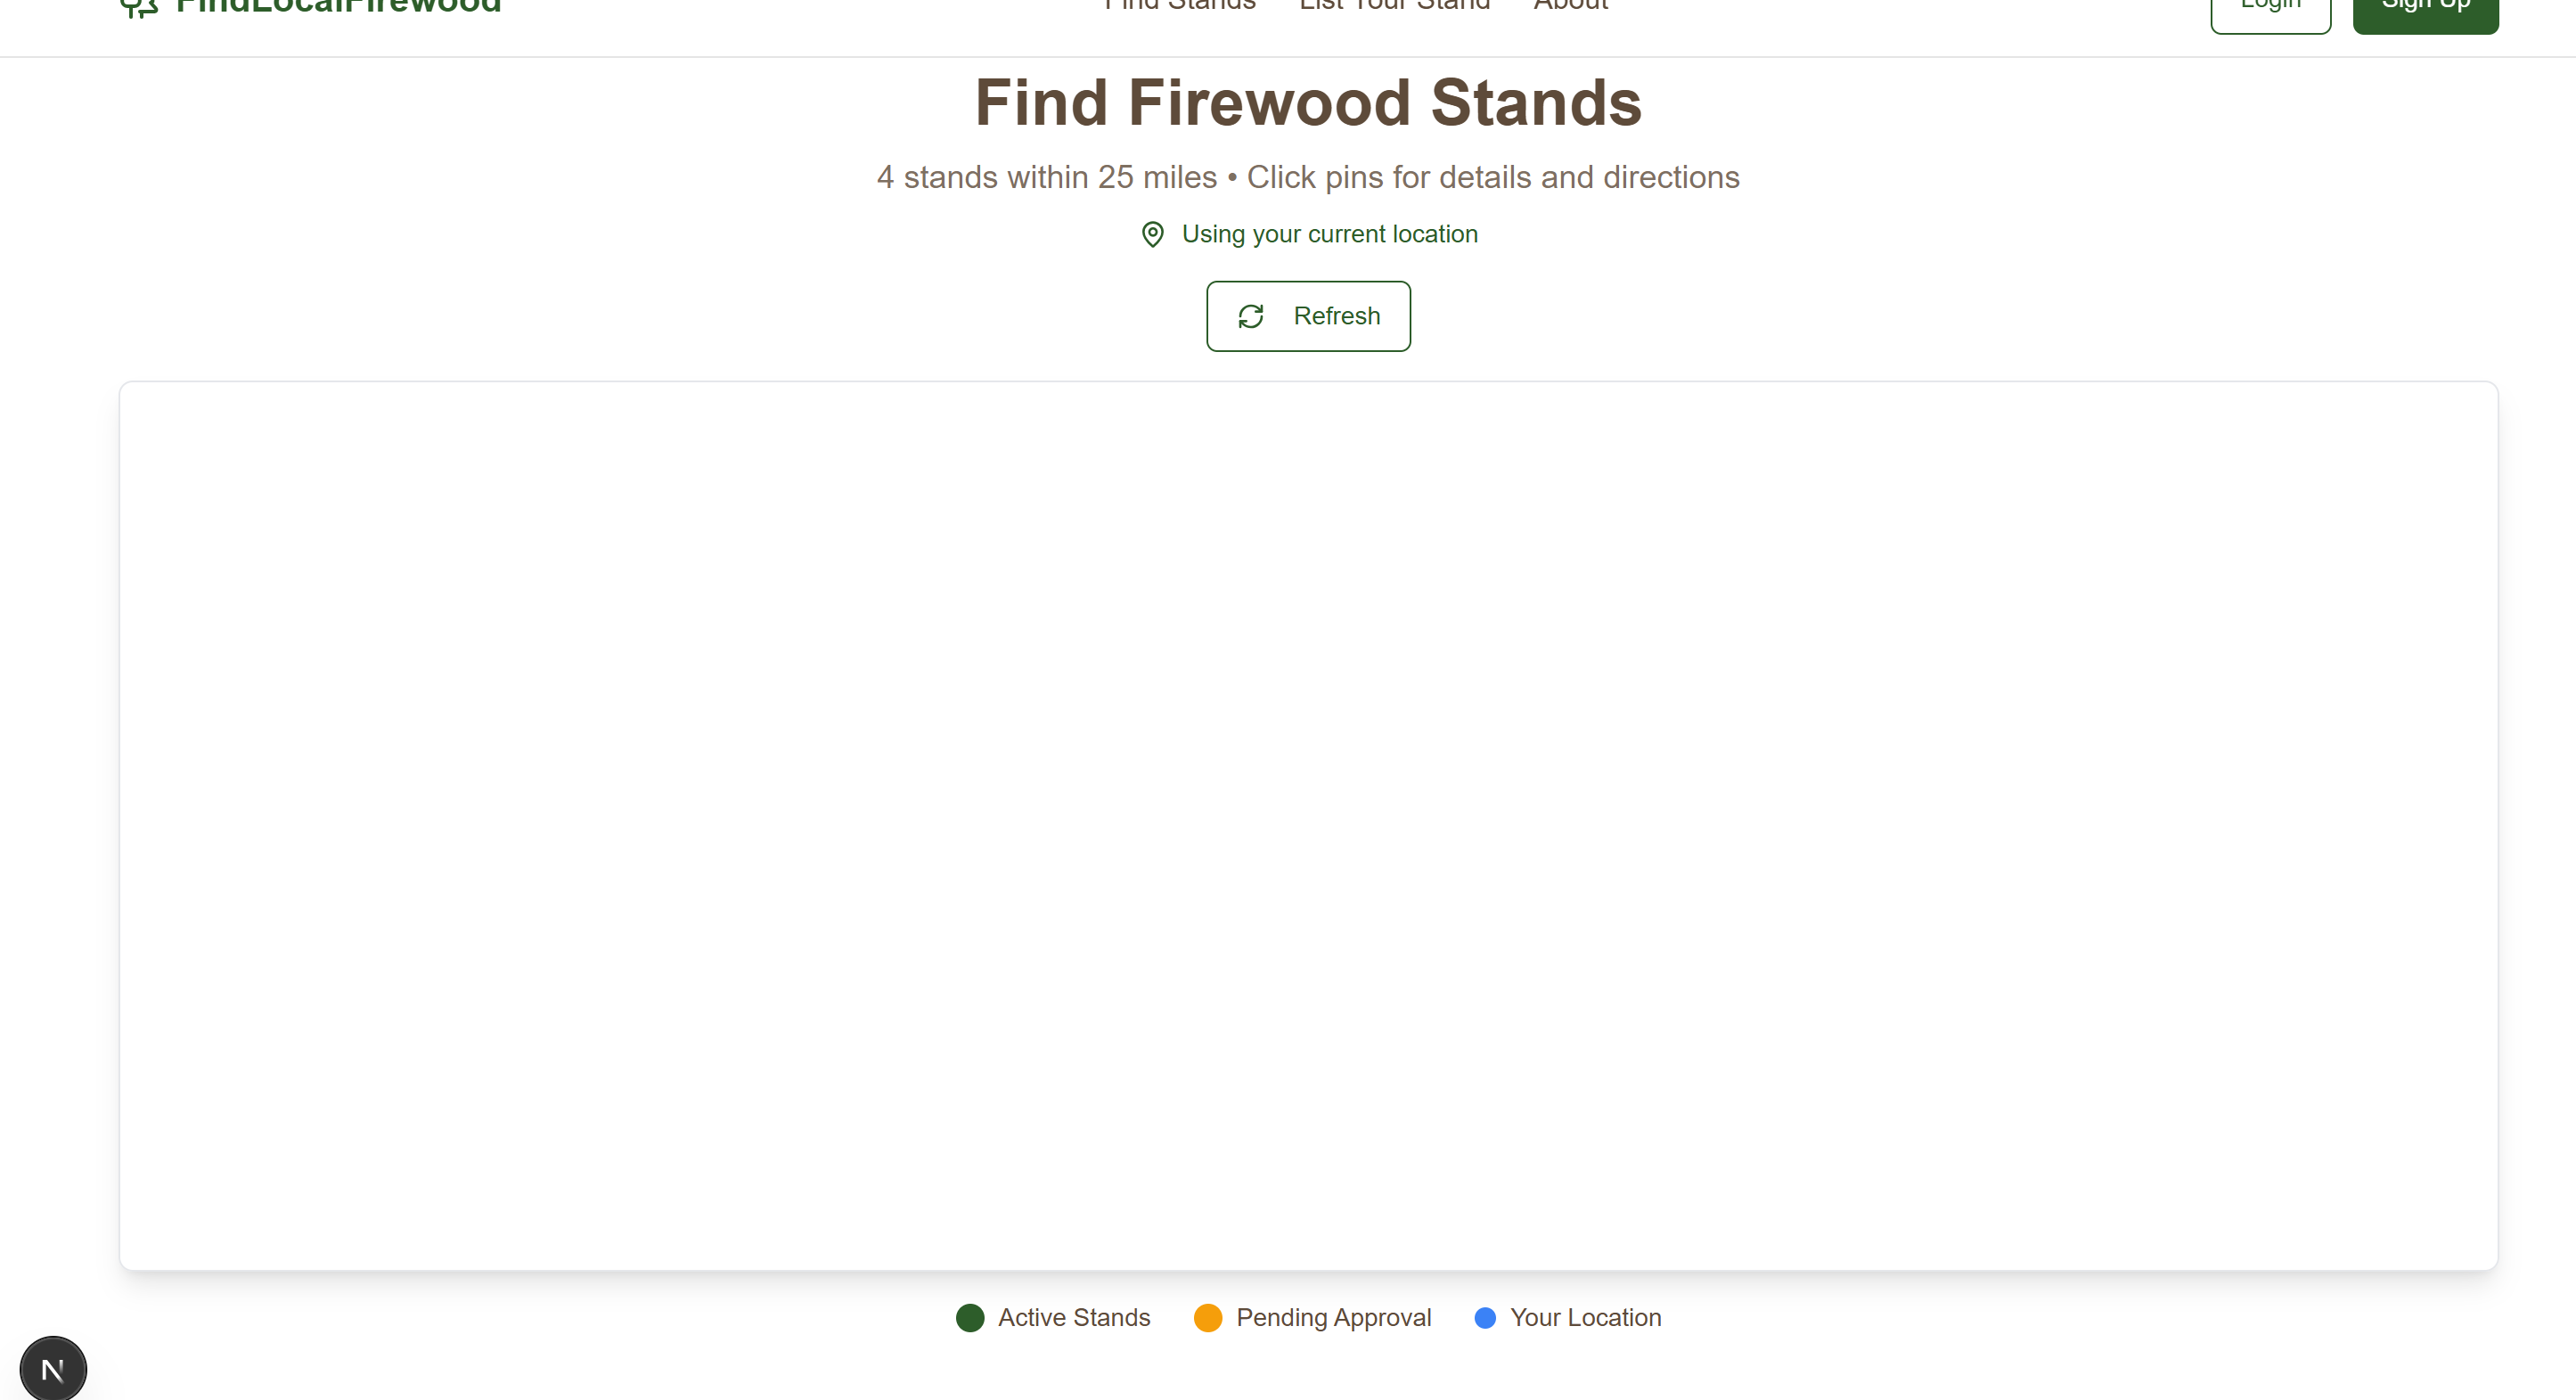 FindLocalFirewood
Find Stands List Your Stand About
Login Sign Up
Find Firewood Stands
4 stands within 25 miles • Click pins for details and directions
Using your current location
Refresh
Active Stands Pending Approval Your Location
N